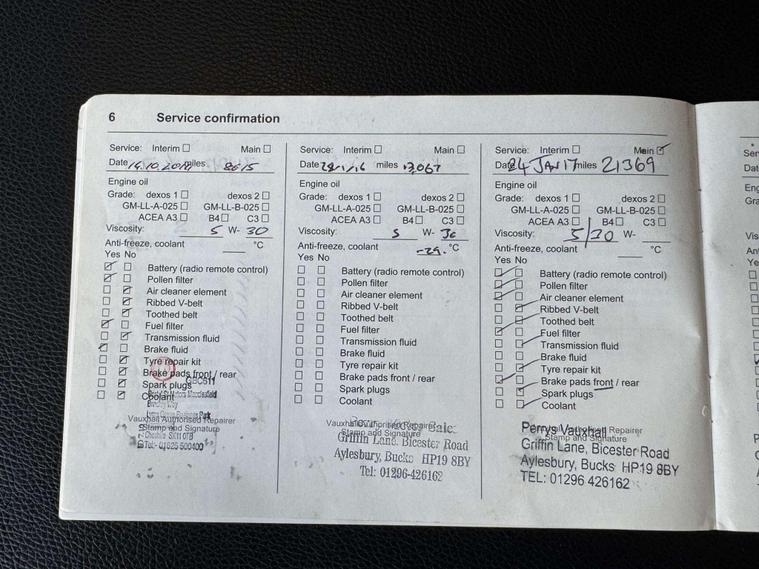 6 Service confirmation
Service: Interim ☐ Main ☐
Date 14.10. miles 8615
Engine oil
Grade: dexos 1 ☐ dexos 2 ☐
GM-LL-A-025 ☐ GM-LL-B-025 ☐
ACEA A3 ☐ B4 ☐ C3 ☐
Viscosity: 5 W- 30
Anti-freeze, coolant °C
Yes No
Battery (radio remote control)
Pollen filter
Air cleaner element
Ribbed V-belt
Toothed belt
Fuel filter
Transmission fluid
Brake fluid
Tyre repair kit
Brake pads front / rear
Spark plugs
Coolant
Vauxhall Authorised Repairer
Stamp and Signature
Service: Interim ☐ Main ☐
Date miles 13,067
Engine oil
Grade: dexos 1 ☐ dexos 2 ☐
GM-LL-A-025 ☐ GM-LL-B-025 ☐
ACEA A3 ☐ B4 ☐ C3 ☐
Viscosity: 5 W- 30
Anti-freeze, coolant -29. °C
Yes No
Battery (radio remote control)
Pollen filter
Air cleaner element
Ribbed V-belt
Toothed belt
Fuel filter
Transmission fluid
Brake fluid
Tyre repair kit
Brake pads front / rear
Spark plugs
Coolant
Stamp and Signature
Griffin Lane, Bicester Road
Aylesbury, Bucks HP19 8BY
Tel: 01296-426162
Service: Interim ☐ Main ☑
Date 24 JAN 17 miles 21369
Engine oil
Grade: dexos 1 ☐ dexos 2 ☐
GM-LL-A-025 ☐ GM-LL-B-025 ☐
ACEA A3 ☐ B4 ☐ C3 ☐
Viscosity: 5/30 W-
Anti-freeze, coolant °C
Yes No
Battery (radio remote control)
Pollen filter
Air cleaner element
Ribbed V-belt
Toothed belt
Fuel filter
Transmission fluid
Brake fluid
Tyre repair kit
Brake pads front / rear
Spark plugs
Coolant
Perrys Vauxhall
Repairer
Stamp and Signature
Griffin Lane, Bicester Road
Aylesbury, Bucks HP19 8BY
TEL: 01296 426162